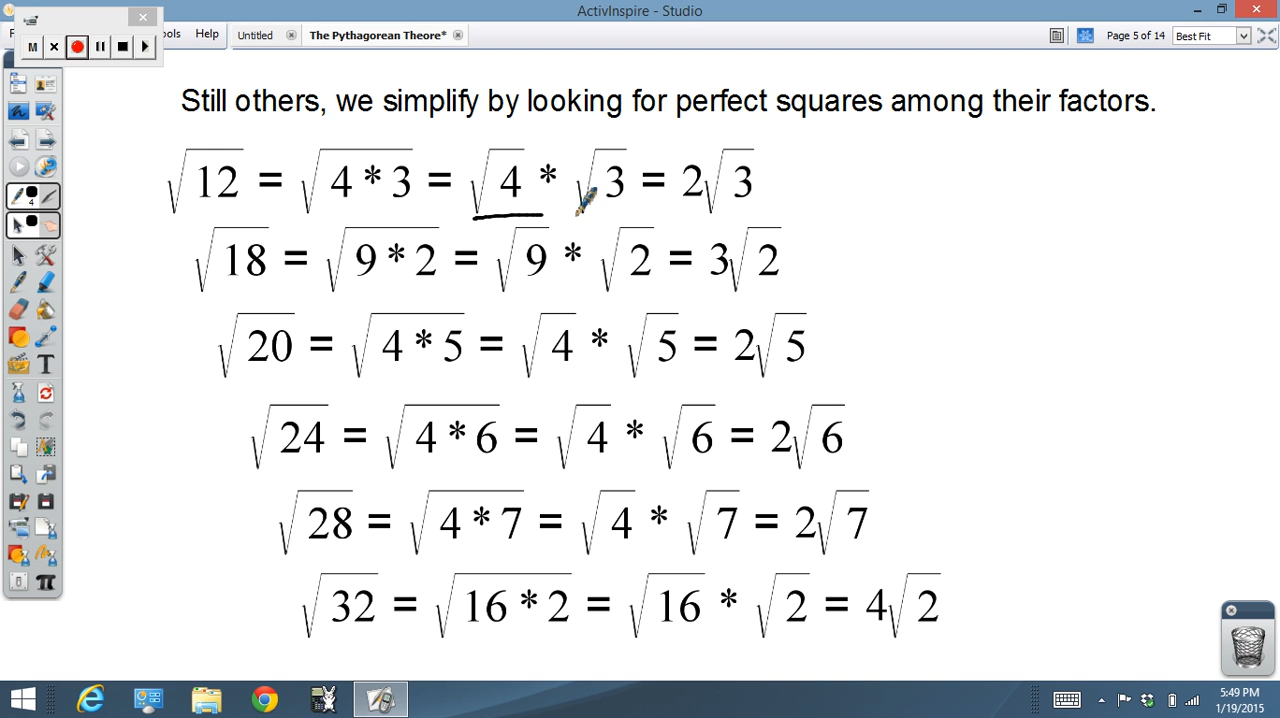 ActivInspire - Studio
M
ols Help Untitled The Pythagorean Theore* Page 5 of 14 Best Fit
4
T
π
Still others, we simplify by looking for perfect squares among their factors.
√12 = √4 * 3 = √4 * √3 = 2√3
√18 = √9 * 2 = √9 * √2 = 3√2
√20 = √4 * 5 = √4 * √5 = 2√5
√24 = √4 * 6 = √4 * √6 = 2√6
√28 = √4 * 7 = √4 * √7 = 2√7
√32 = √16 * 2 = √16 * √2 = 4√2
5:49 PM
1/19/2015